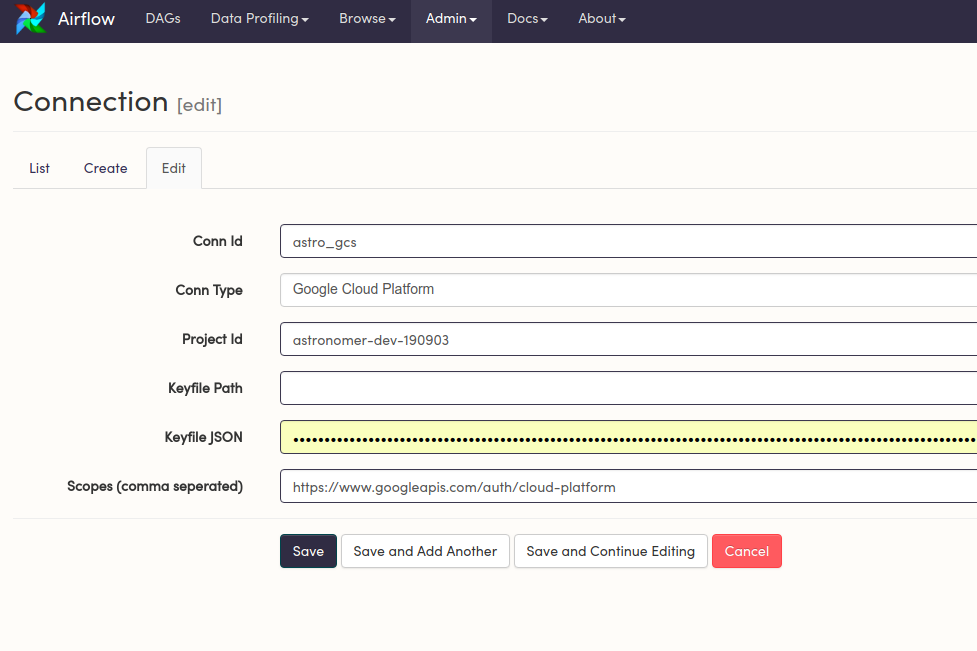 Airflow DAGs Data Profiling Browse Admin Docs About
Connection [edit]
List Create Edit
Conn Id astro_gcs
Conn Type Google Cloud Platform
Project Id astronomer-dev-190903
Keyfile Path
Keyfile JSON
Scopes (comma seperated) https://www.googleapis.com/auth/cloud-platform
Save Save and Add Another Save and Continue Editing Cancel